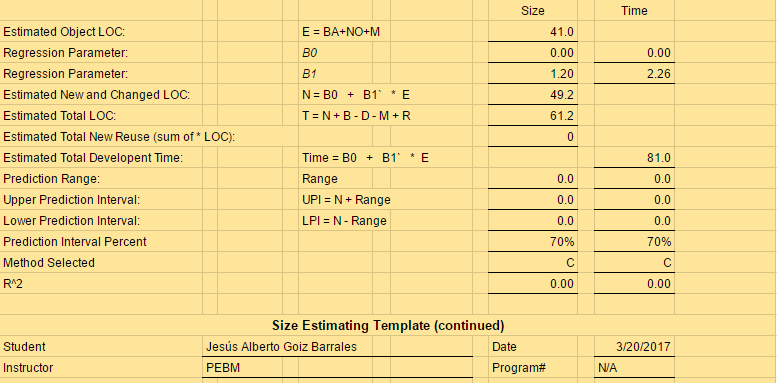 Size Time
Estimated Object LOC: E = BA+NO+M 41.0
Regression Parameter: B0 0.00 0.00
Regression Parameter: B1 1.20 2.26
Estimated New and Changed LOC: N = B0 + B1` * E 49.2
Estimated Total LOC: T = N + B - D - M + R 61.2
Estimated Total New Reuse (sum of * LOC): 0
Estimated Total Developent Time: Time = B0 + B1` * E 81.0
Prediction Range: Range 0.0 0.0
Upper Prediction Interval: UPI = N + Range 0.0 0.0
Lower Prediction Interval: LPI = N - Range 0.0 0.0
Prediction Interval Percent 70% 70%
Method Selected C C
R^2 0.00 0.00
Size Estimating Template (continued)
Student Jesús Alberto Goiz Barrales Date 3/20/2017
Instructor PEBM Program# N/A